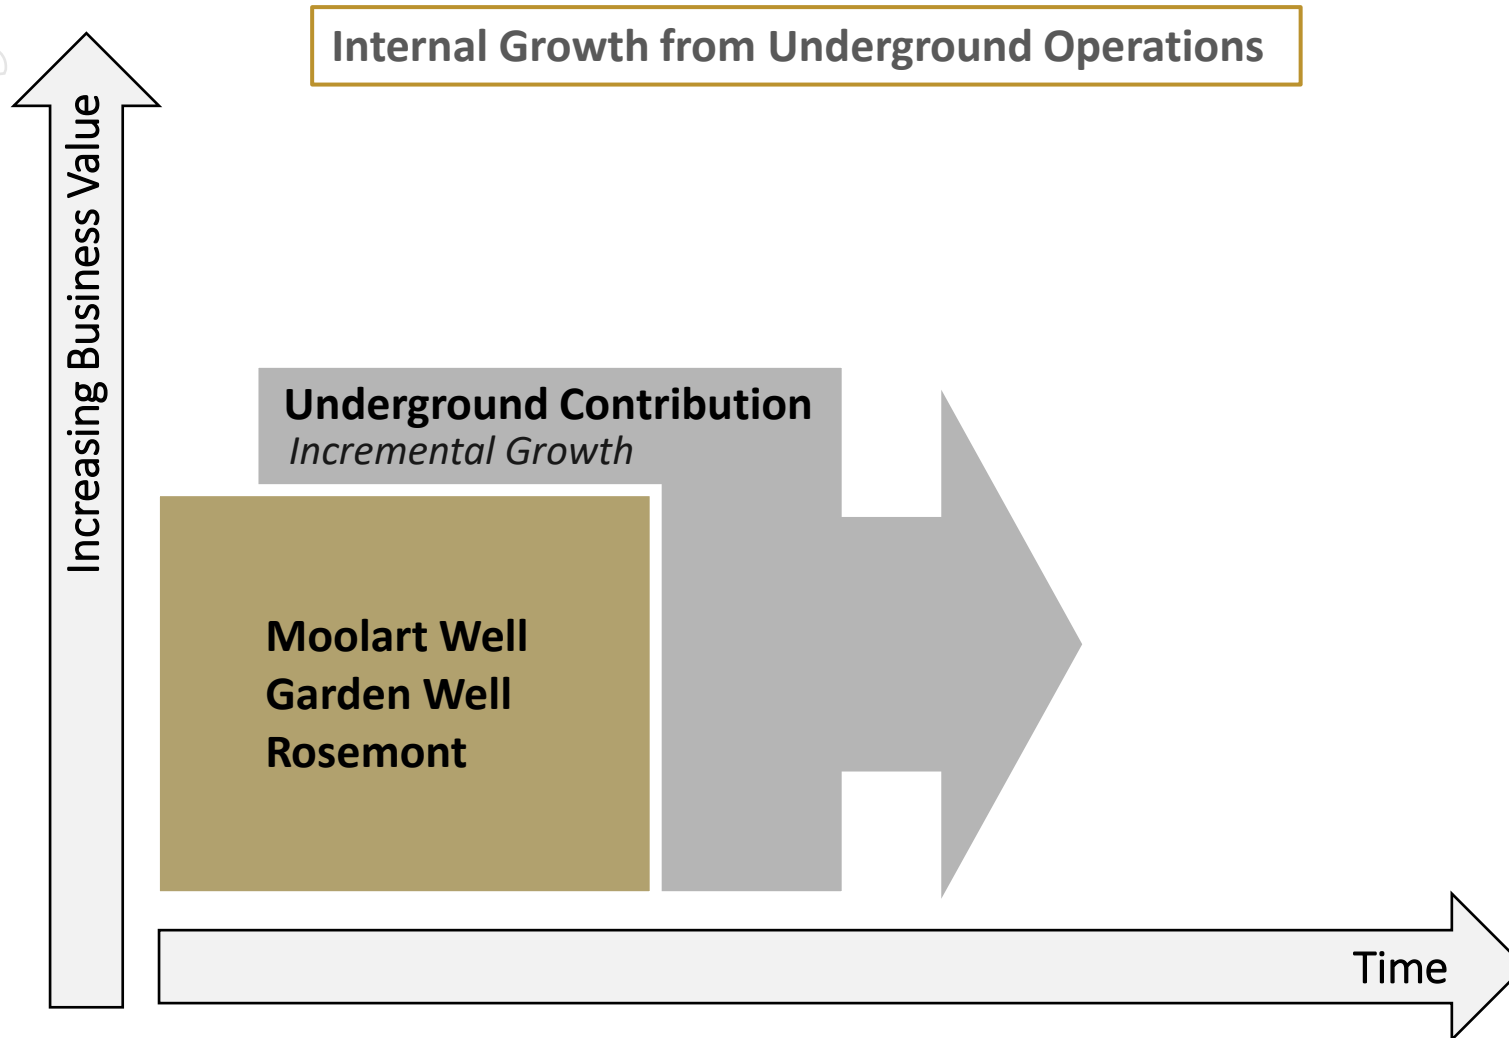 Internal Growth from Underground Operations
Increasing Business Value
Underground Contribution
Incremental Growth
Moolart Well
Garden Well
Rosemont
Time